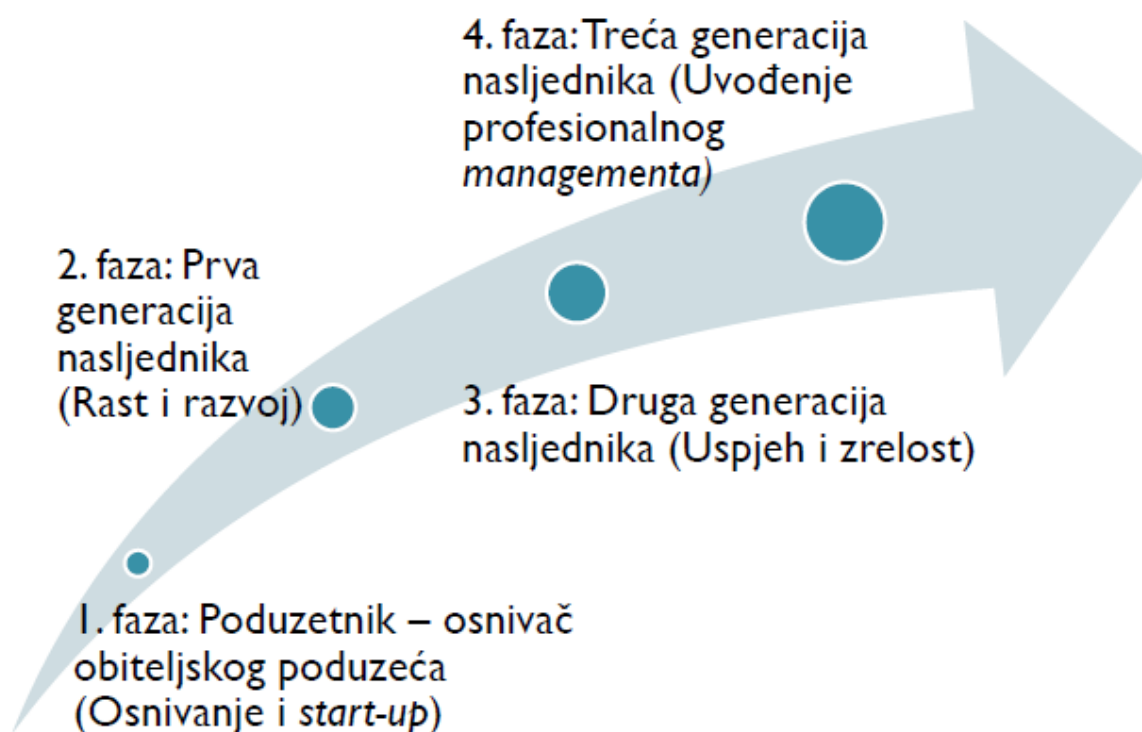 4. faza: Treća generacija
nasljednika (Uvođenje
profesionalnog
managementa)
2. faza: Prva
generacija
nasljednika
(Rast i razvoj)
3. faza: Druga generacija
nasljednika (Uspjeh i zrelost)
1. faza: Poduzetnik – osnivač
obiteljskog poduzeća
(Osnivanje i start-up)